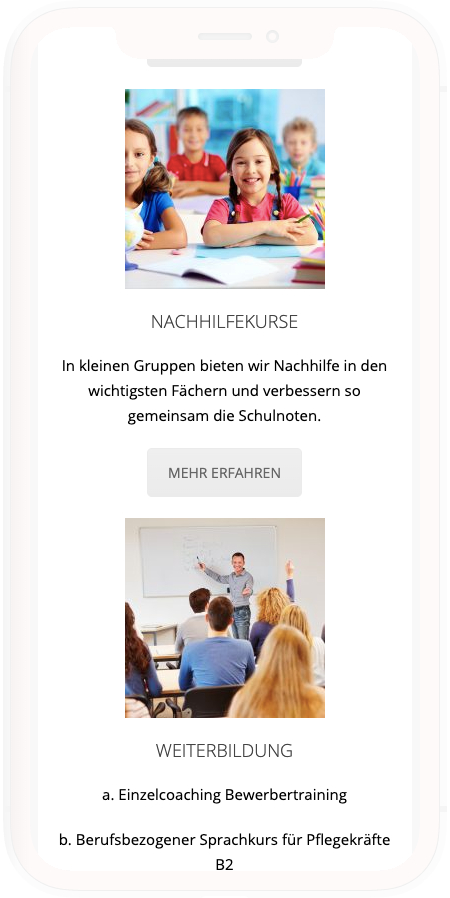 NACHHILFEKURSE
In kleinen Gruppen bieten wir Nachhilfe in den
wichtigsten Fächern und verbessern so
gemeinsam die Schulnoten.
MEHR ERFAHREN
WEITERBILDUNG
a. Einzelcoaching Bewerbertraining
b. Berufsbezogener Sprachkurs für Pflegekräfte
B2